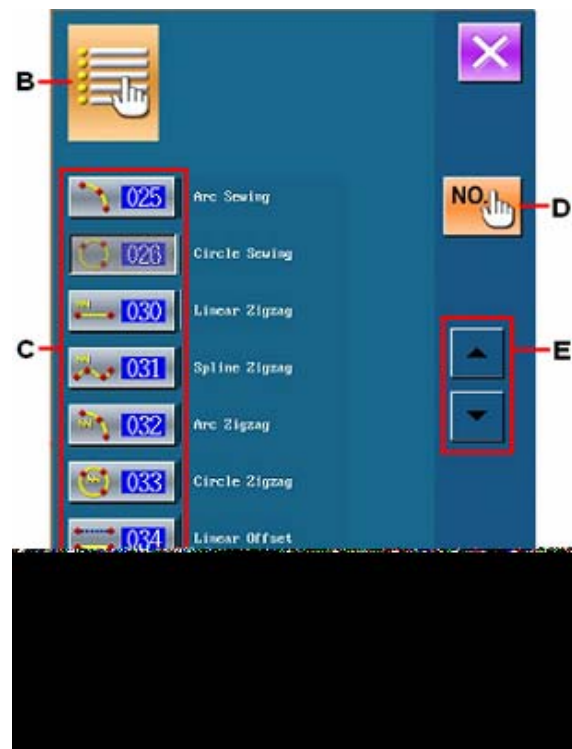 B
NO.
D
025 Arc Sewing
026 Circle Sewing
030 Linear Zigzag
C
031 Spline Zigzag
E
032 Arc Zigzag
033 Circle Zigzag
034 Linear Offset